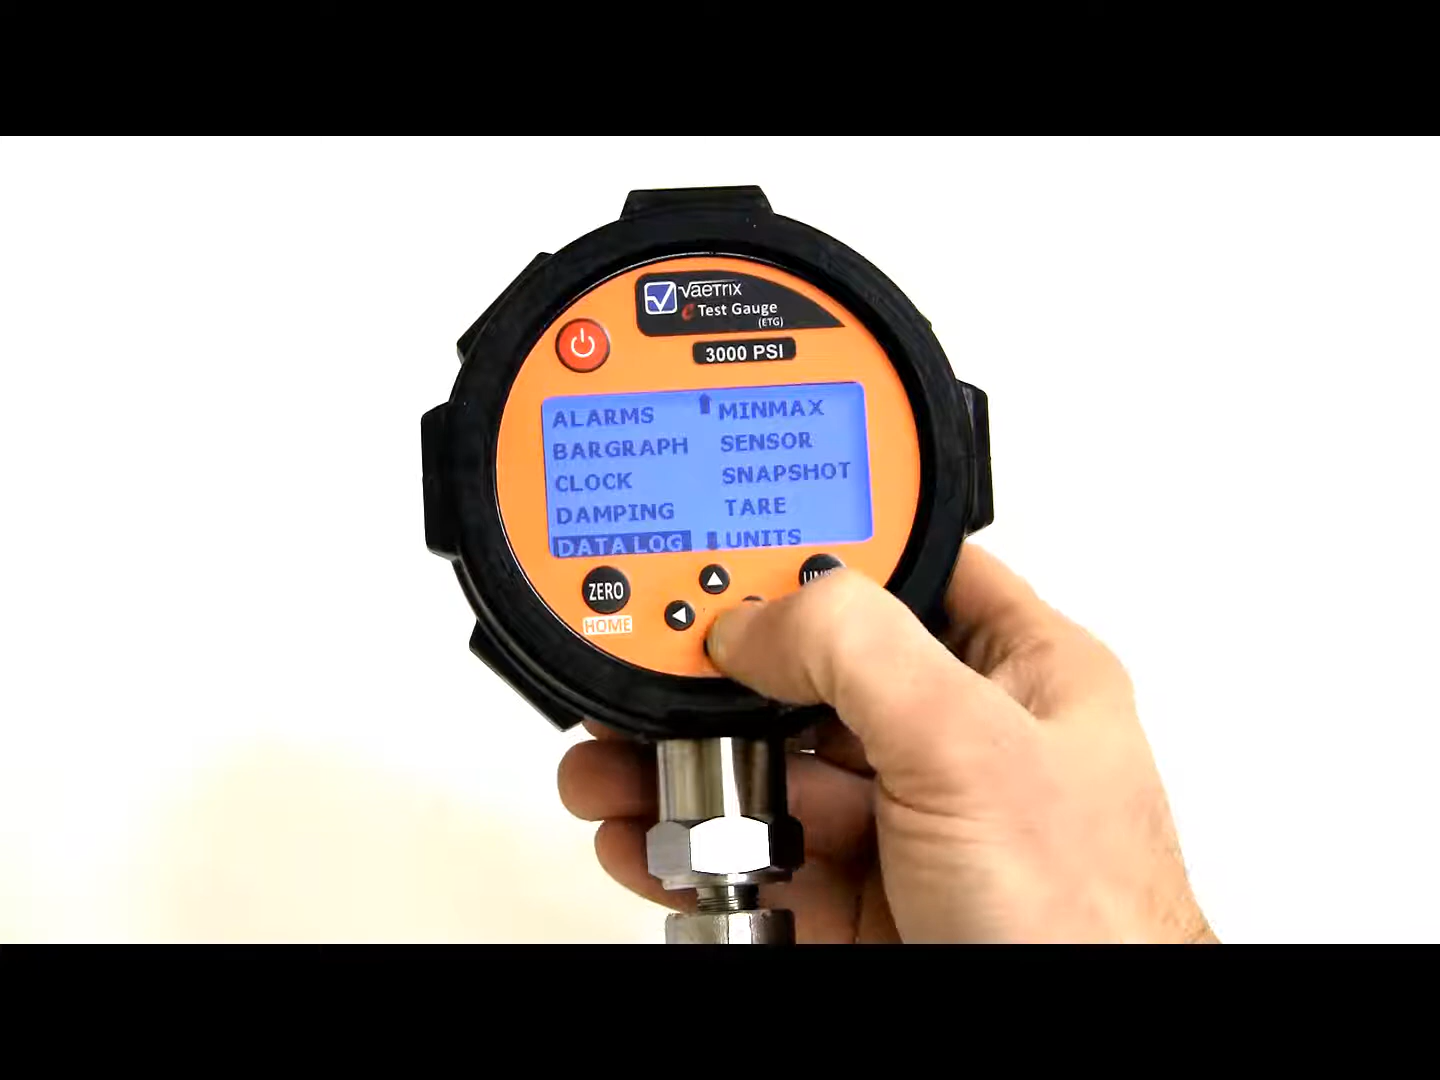 Vaetrix
e Test Gauge
(ETG)
3000 PSI
ALARMS
MINMAX
BARGRAPH
SENSOR
CLOCK
SNAPSHOT
DAMPING
TARE
DATA LOG
UNITS
ZERO
HOME